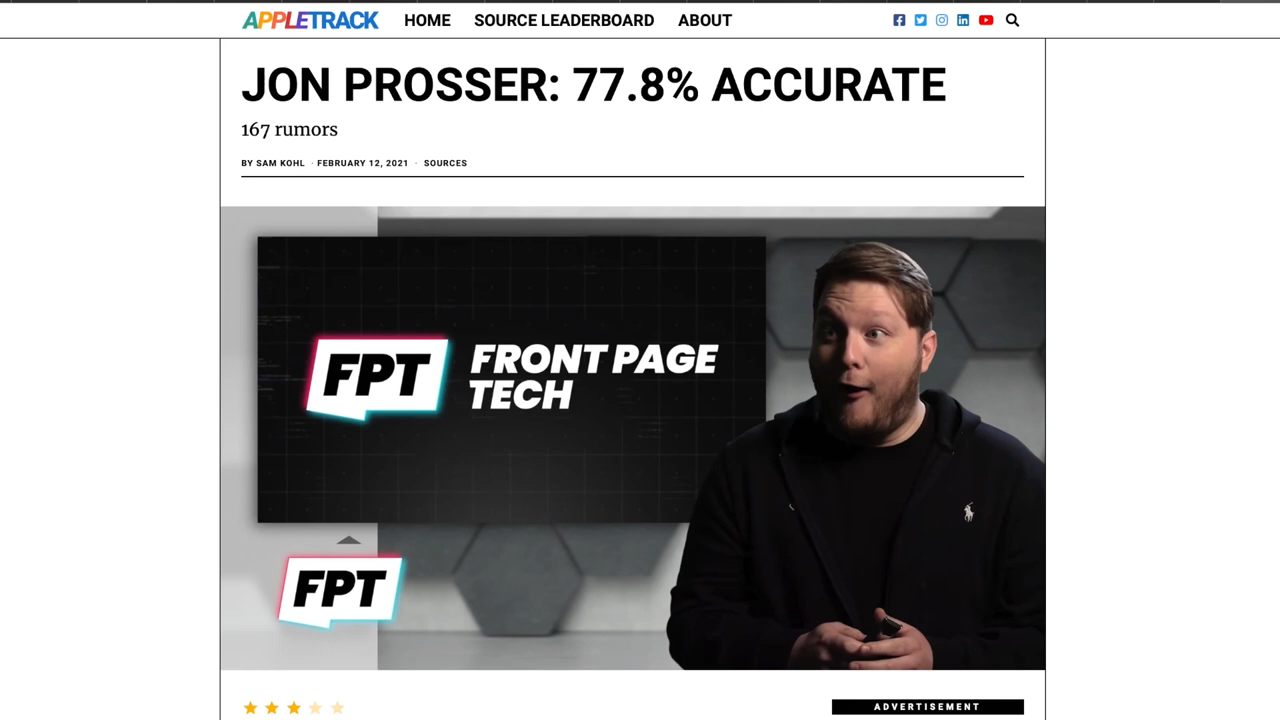 APPLETRACK HOME SOURCE LEADERBOARD ABOUT
JON PROSSER: 77.8% ACCURATE
167 rumors
BY SAM KOHL · FEBRUARY 12, 2021 · SOURCES
FPT FRONT PAGE
TECH
FPT
ADVERTISEMENT